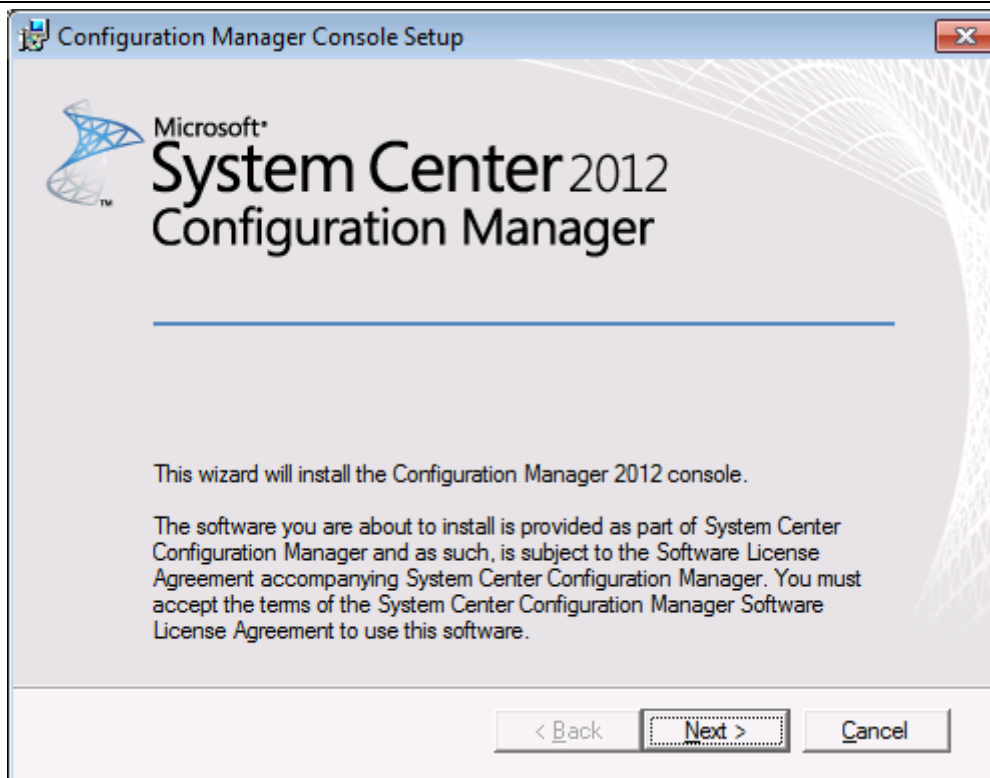 Configuration Manager Console Setup
Microsoft®
System Center 2012
Configuration Manager
TM
This wizard will install the Configuration Manager 2012 console.
The software you are about to install is provided as part of System Center
Configuration Manager and as such, is subject to the Software License
Agreement accompanying System Center Configuration Manager. You must
accept the terms of the System Center Configuration Manager Software
License Agreement to use this software.
< Back
Next >
Cancel